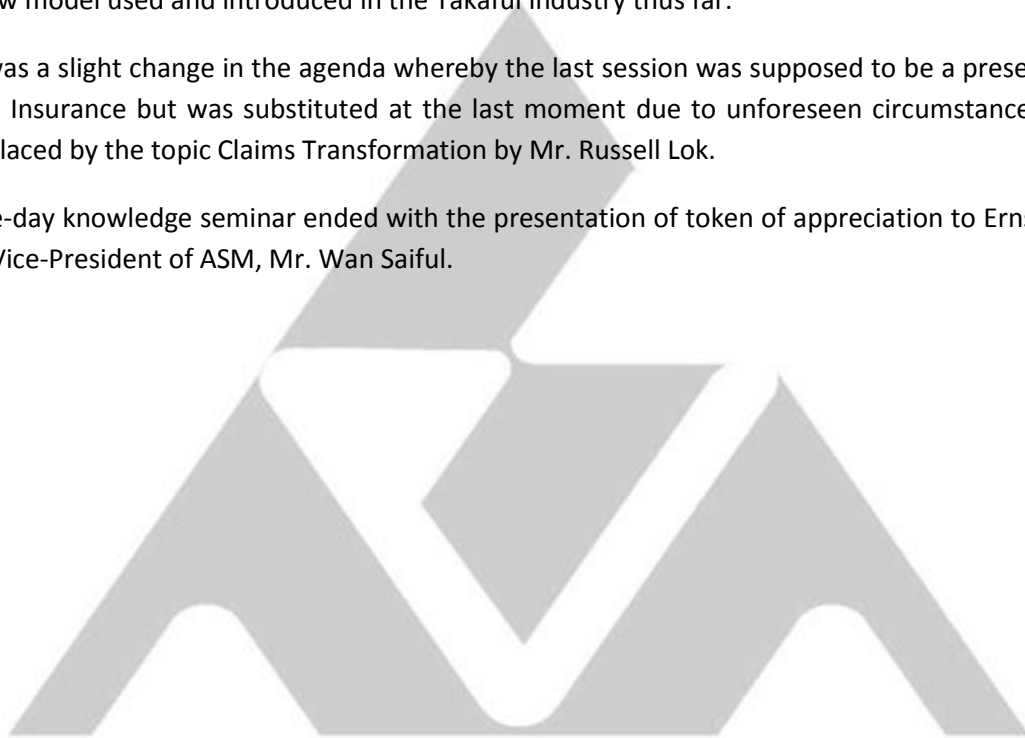 w model used and introduced in the Takaful industry thus far.
vas a slight change in the agenda whereby the last session was supposed to be a prese
Insurance but was substituted at the last moment due to unforeseen circumstance
laced by the topic Claims Transformation by Mr. Russell Lok.
e-day knowledge seminar ended with the presentation of token of appreciation to Erns
Vice-President of ASM, Mr. Wan Saiful.